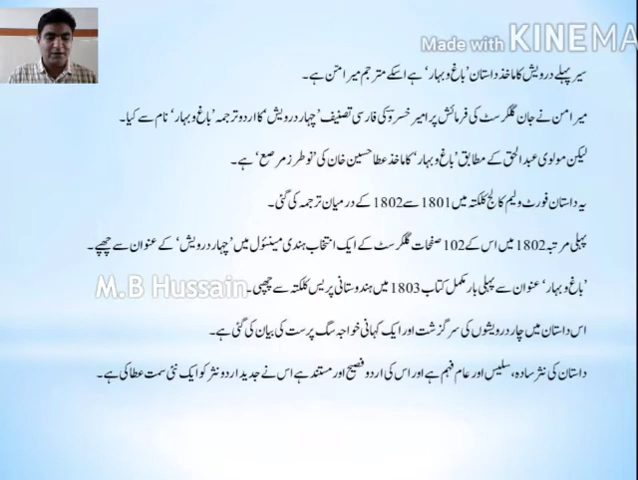 Made with KINEMA
سیر پہلے درویش کا ماخذ داستان 'باغ و بہار' ہے اسکے مترجم میر امن ہے۔
میر امن نے جان گلکرسٹ کی فرمائش پر امیر خسروؔ کی فارسی تصنیف 'چہار درویش' کا اردو ترجمہ 'باغ و بہار' نام سے کیا۔
لیکن مولوی عبد الحق کے مطابق 'باغ و بہار' کا ماخذ عطا حسین خان کی 'نو طرز مرصع' ہے۔
یہ داستان فورٹ ولیم کالج کلکتہ میں 1801 سے 1802 کے درمیان ترجمہ کی گئی۔
پہلی مرتبہ 1802 میں اس کے 102 صفحات گلکرسٹ کے ایک انتخاب ہندی مینئول میں 'چہار درویش' کے عنوان سے چھپے۔
'باغ و بہار' عنوان سے پہلی بار مکمل کتاب 1803 میں ہندوستانی پریس کلکتہ سے چھپی۔
M.B Hussain
اس داستان میں چار درویشوں کی سرگزشت اور ایک کہانی خواجہ سگ پرست کی بیان کی گئی ہے۔
داستان کی نثر سادہ، سلیس اور عام فہم ہے اور اس کی اردو فصیح اور مستند ہے اس نے جدید اردو نثر کو ایک نئی سمت عطا کی ہے۔